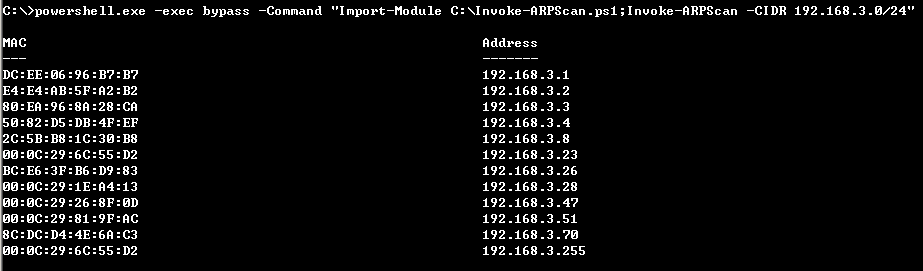 C:\>powershell.exe -exec bypass -Command "Import-Module C:\Invoke-ARPScan.ps1;Invoke-ARPScan -CIDR 192.168.3.0/24"
MAC Address
--- -------
DC:EE:06:96:B7:B7 192.168.3.1
E4:E4:AB:5F:A2:B2 192.168.3.2
80:EA:96:8A:28:CA 192.168.3.3
50:82:D5:DB:4F:EF 192.168.3.4
2C:5B:B8:1C:30:B8 192.168.3.8
00:0C:29:6C:55:D2 192.168.3.23
BC:E6:3F:B6:D9:83 192.168.3.26
00:0C:29:1E:A4:13 192.168.3.28
00:0C:29:26:8F:0D 192.168.3.47
00:0C:29:81:9F:AC 192.168.3.51
8C:DC:D4:4E:6A:C3 192.168.3.70
00:0C:29:6C:55:D2 192.168.3.255